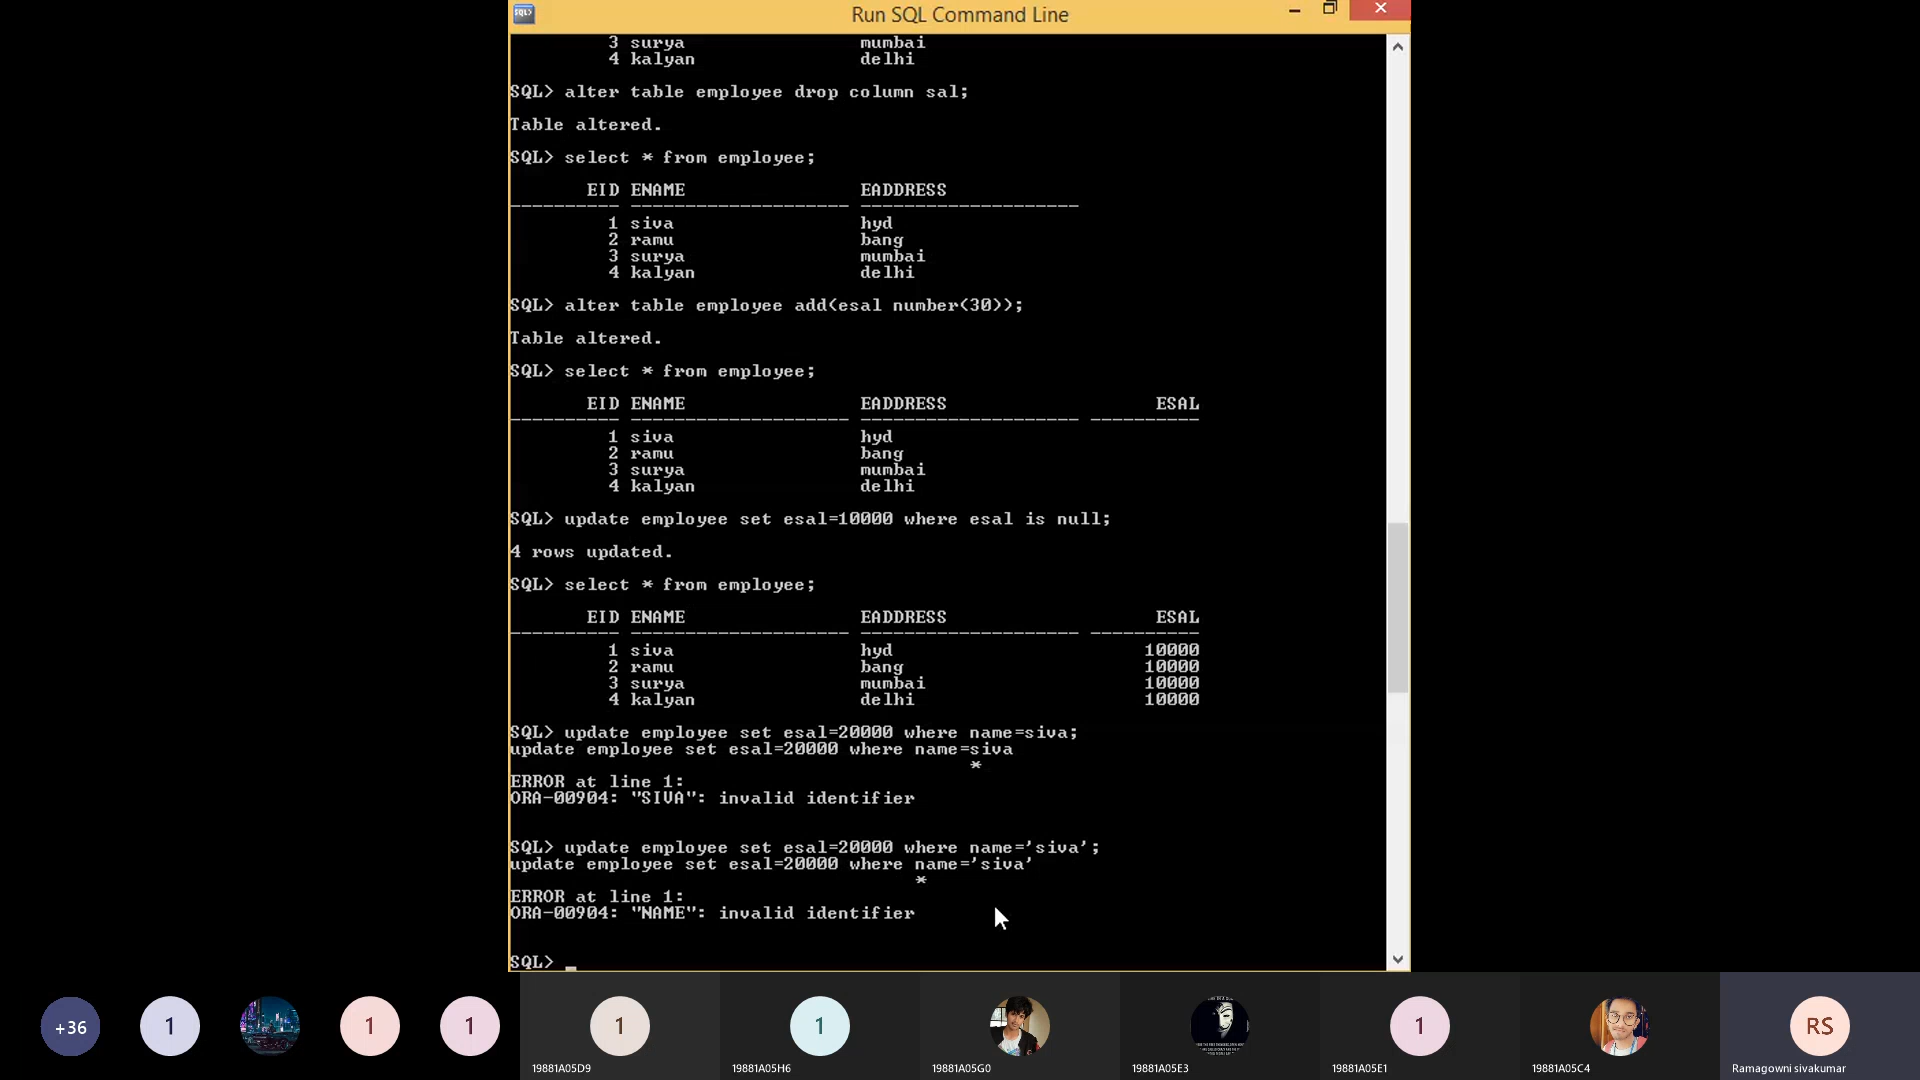 Run SQL Command Line
3 surya mumbai
4 kalyan delhi
SQL> alter table employee drop column sal;
Table altered.
SQL> select * from employee;
EID ENAME EADDRESS
---------- -------------------- --------------------
1 siva hyd
2 ramu bang
3 surya mumbai
4 kalyan delhi
SQL> alter table employee add(esal number(30));
Table altered.
SQL> select * from employee;
EID ENAME EADDRESS ESAL
---------- -------------------- -------------------- ----------
1 siva hyd
2 ramu bang
3 surya mumbai
4 kalyan delhi
SQL> update employee set esal=10000 where esal is null;
4 rows updated.
SQL> select * from employee;
EID ENAME EADDRESS ESAL
---------- -------------------- -------------------- ----------
1 siva hyd 10000
2 ramu bang 10000
3 surya mumbai 10000
4 kalyan delhi 10000
SQL> update employee set esal=20000 where name=siva;
update employee set esal=20000 where name=siva
*
ERROR at line 1:
ORA-00904: "SIVA": invalid identifier
SQL> update employee set esal=20000 where name='siva';
update employee set esal=20000 where name='siva'
*
ERROR at line 1:
ORA-00904: "NAME": invalid identifier
SQL> _
+36 1 1 1 1 1 1 RS
19881A05D9 19881A05H6 19881A05G0 19881A05E3 19881A05E1 19881A05C4 Ramagowni sivakumar